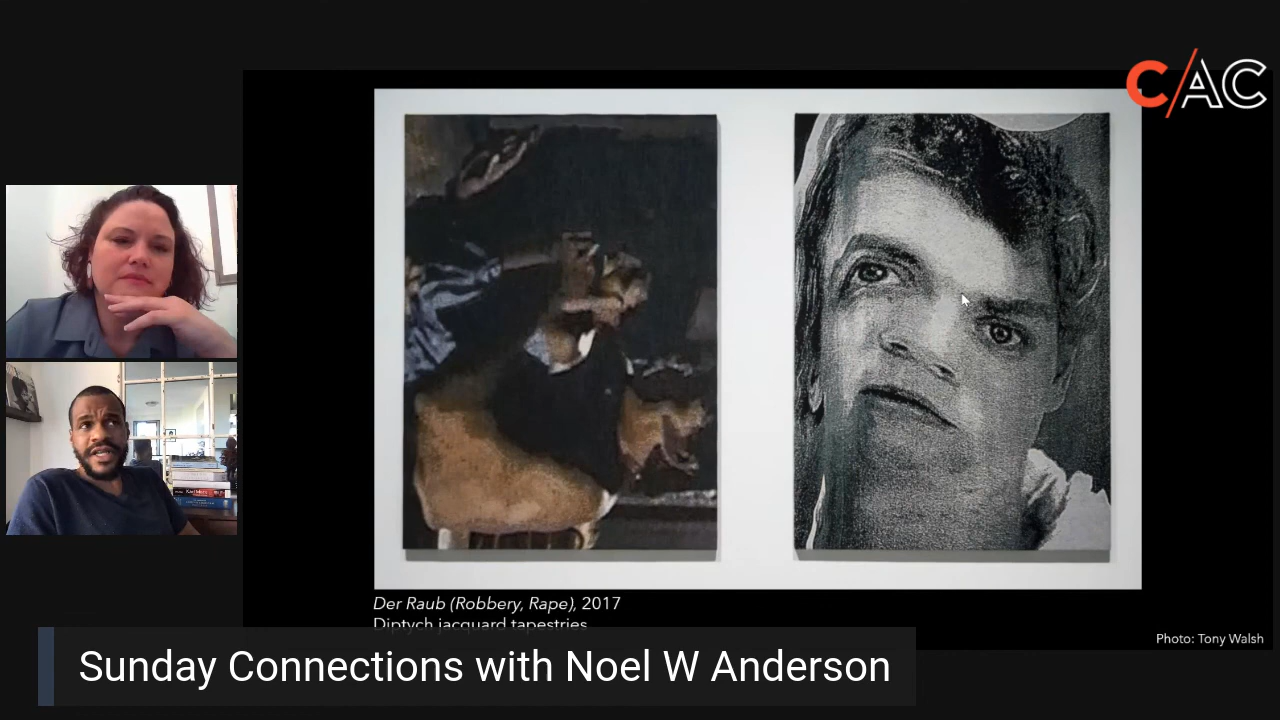 C/AC
Der Raub (Robbery, Rape), 2017
Diptych jacquard tapestries
Photo: Tony Walsh
Sunday Connections with Noel W Anderson